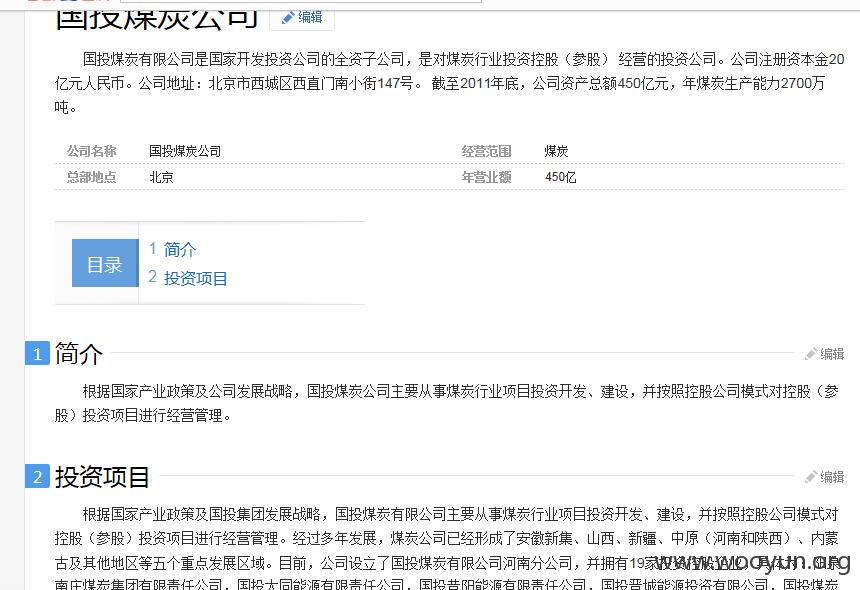 国投煤炭公司 编辑
国投煤炭有限公司是国家开发投资公司的全资子公司，是对煤炭行业投资控股（参股） 经营的投资公司。公司注册资本金20
亿元人民币。公司地址：北京市西城区西直门南小街147号。 截至2011年底，公司资产总额450亿元，年煤炭生产能力2700万
吨。
公司名称 国投煤炭公司 经营范围 煤炭
总部地点 北京 年营业额 450亿
目录
1 简介
2 投资项目
1 简介 编辑
根据国家产业政策及公司发展战略，国投煤炭公司主要从事煤炭行业项目投资开发、建设，并按照控股公司模式对控股（参
股）投资项目进行经营管理。
2 投资项目 编辑
根据国家产业政策及国投集团发展战略，国投煤炭有限公司主要从事煤炭行业项目投资开发、建设，并按照控股公司模式对
控股（参股）投资项目进行经营管理。经过多年发展，煤炭公司已经形成了安徽新集、山西、新疆、中原（河南和陕西）、内蒙
古及其他地区等五个重点发展区域。目前，公司设立了国投煤炭有限公司河南分公司，并拥有19家
www.wooyun.org
南庄煤炭集团有限责任公司、国投大同能源有限责任公司、国投昔阳能源有限责任公司、国投晋城能源投资有限公司、国投煤炭